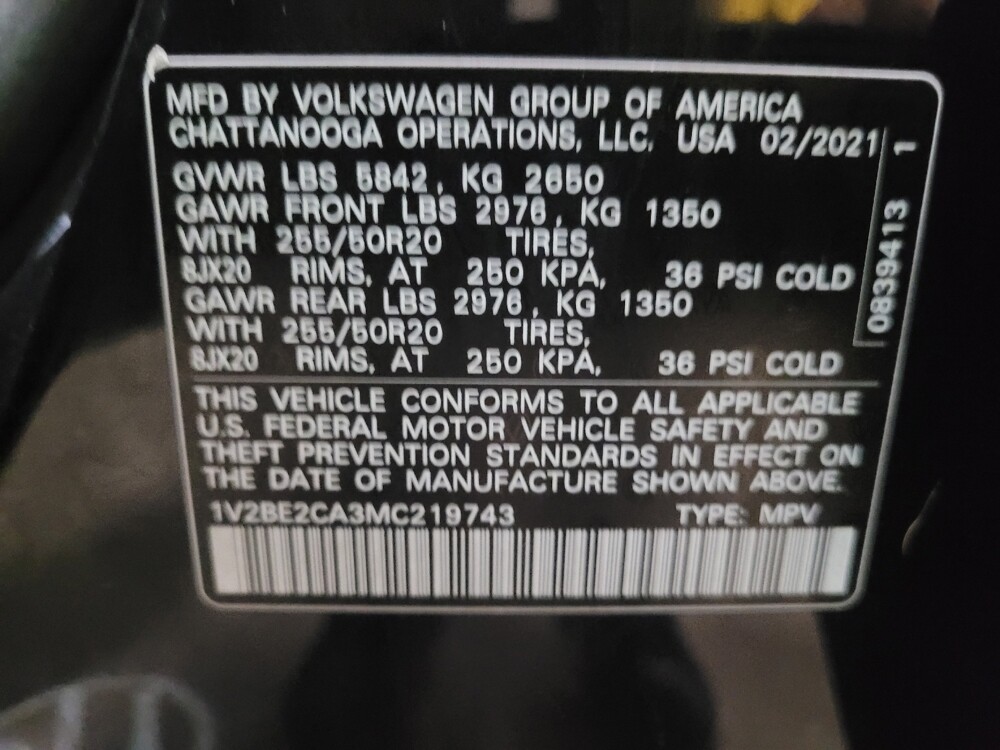 MFD BY VOLKSWAGEN GROUP OF AMERICA
CHATTANOOGA OPERATIONS, LLC. USA 02/2021
GVWR LBS 5842, KG 2650
GAWR FRONT LBS 2976, KG 1350
WITH 255/50R20 TIRES,
8JX20 RIMS, AT 250 KPA, 36 PSI COLD
GAWR REAR LBS 2976, KG 1350
WITH 255/50R20 TIRES,
8JX20 RIMS, AT 250 KPA, 36 PSI COLD
THIS VEHICLE CONFORMS TO ALL APPLICABLE
U.S. FEDERAL MOTOR VEHICLE SAFETY AND
THEFT PREVENTION STANDARDS IN EFFECT ON
THE DATE OF MANUFACTURE SHOWN ABOVE.
1V2BE2CA3MC219743 TYPE: MPV
0839413 1